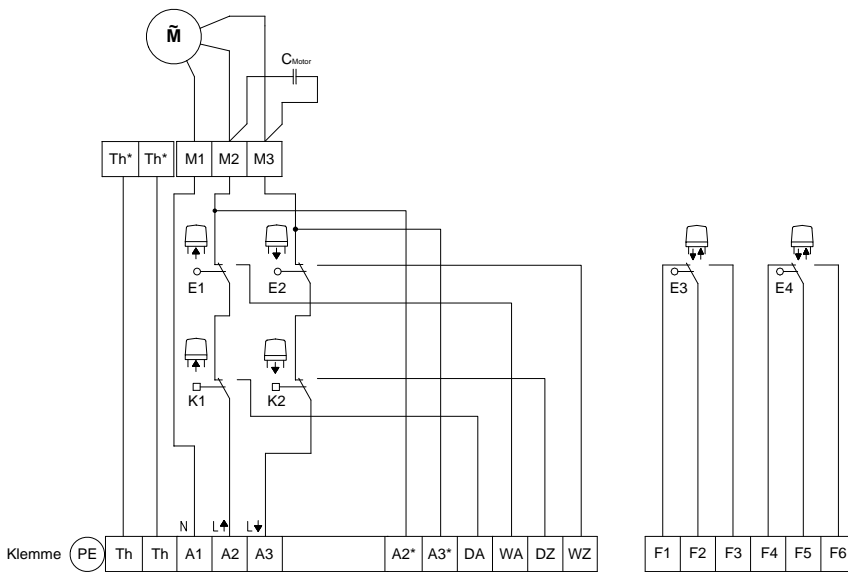 M̃
C Motor
Th* Th* M1 M2 M3
E1 E2 E3 E4
K1 K2
N L L
Klemme PE Th Th A1 A2 A3 A2* A3* DA WA DZ WZ F1 F2 F3 F4 F5 F6